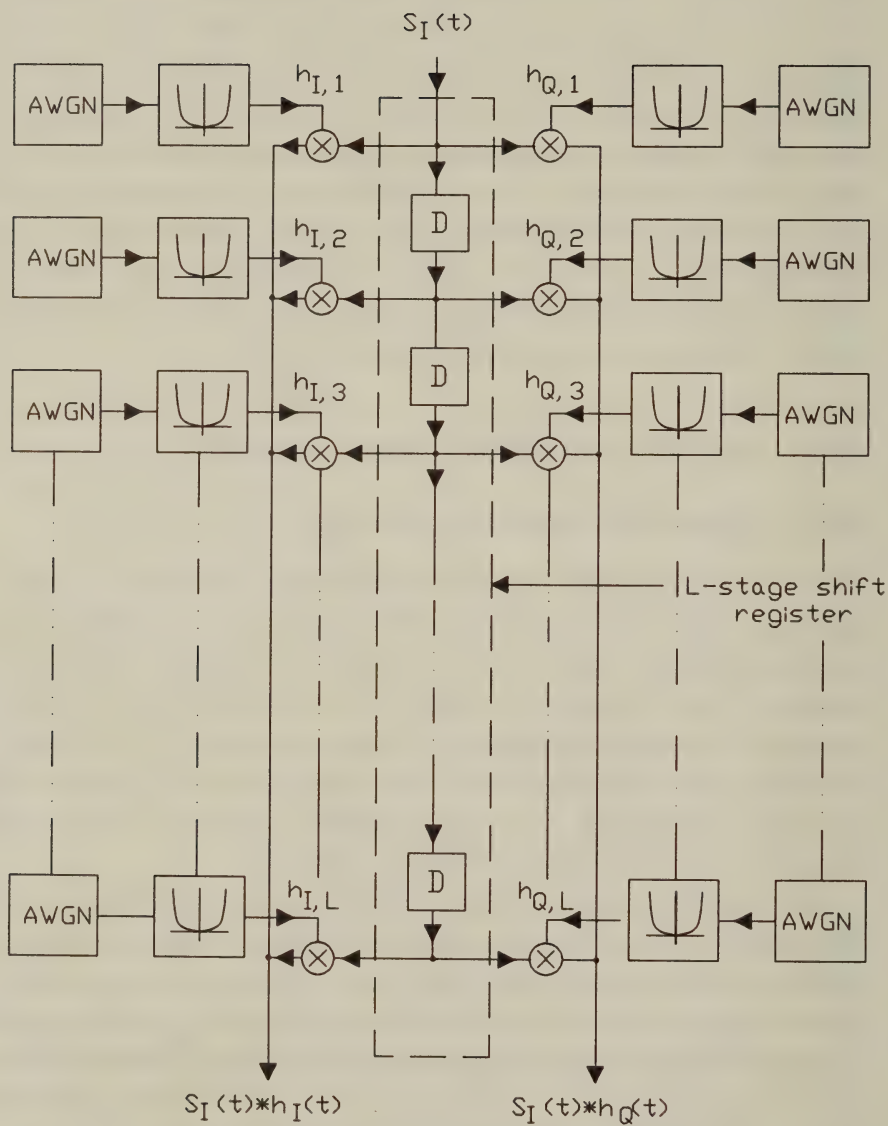 S_I(t)
AWGN h_I,1 h_Q,1 AWGN
D
AWGN h_I,2 h_Q,2 AWGN
D
AWGN h_I,3 h_Q,3 AWGN
L-stage shift
register
D
AWGN h_I,L h_Q,L AWGN
S_I(t)*h_I(t) S_I(t)*h_Q(t)